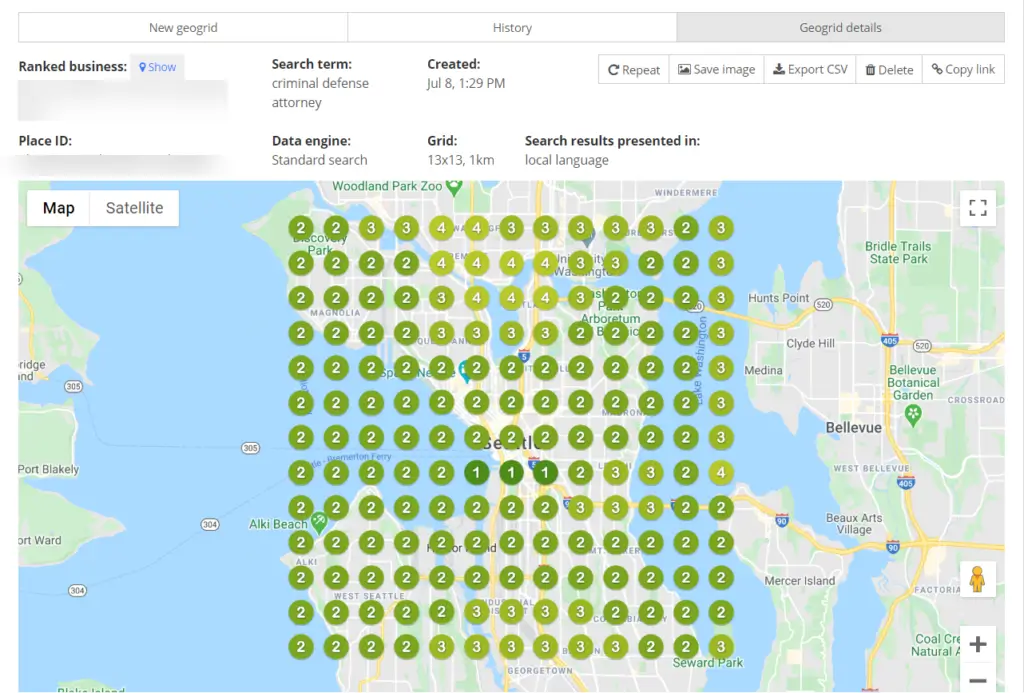 New geogrid History Geogrid details
Ranked business: Show Search term: Created: Repeat Save image Export CSV Delete Copy link
criminal defense Jul 8, 1:29 PM
attorney
Place ID: Data engine: Grid: Search results presented in:
Standard search 13x13, 1km local language
Map Satellite
Woodland Park Zoo
WINDERMERE
2 2 3 3 4 4 3 3 3 3 3 2 3
Discovery
Park
Bridle Trails
State Park
2 2 2 2 4 4 4 4 3 3 2 2 3
Washington
2 2 2 2 3 4 4 4 3 2 2 2 3
Hunts Point 520
520
MAGNOLIA
Arboretum
2 2 2 2 3 3 3 3 2 2 2 2 3
Clyde Hill 405 520
5
2 2 2 2 2 2 2 2 2 2 2 2 3
Medina
Bellevue
Botanical
Garden
Lake Washington
305
CROSSROAD
2 2 2 2 2 2 2 2 2 2 2 2 3
Bellevue
2 2 2 2 2 2 2 2 2 2 2 2 3
305
Bremerton Ferry
Port Blakely
WEST BELLEVUE
2 2 2 2 2 1 1 1 2 3 3 2 4
405
2 2 2 2 2 2 2 2 3 3 3 2 2
304 Alki Beach
90
Beaux Arts
Village
ort Ward
2 2 2 2 2 2 2 2 2 2 2 2 2
90
ALKI
2 2 2 2 2 2 2 2 2 2 2 2 2
Mercer Island
304
WEST SEATTLE
FACTORIA
2 2 2 2 2 3 3 3 3 2 2 2 2
Coal Cre
Natural A
2 2 2 2 3 3 3 3 3 3 2 2 3
Seward Park
GEORGETOWN